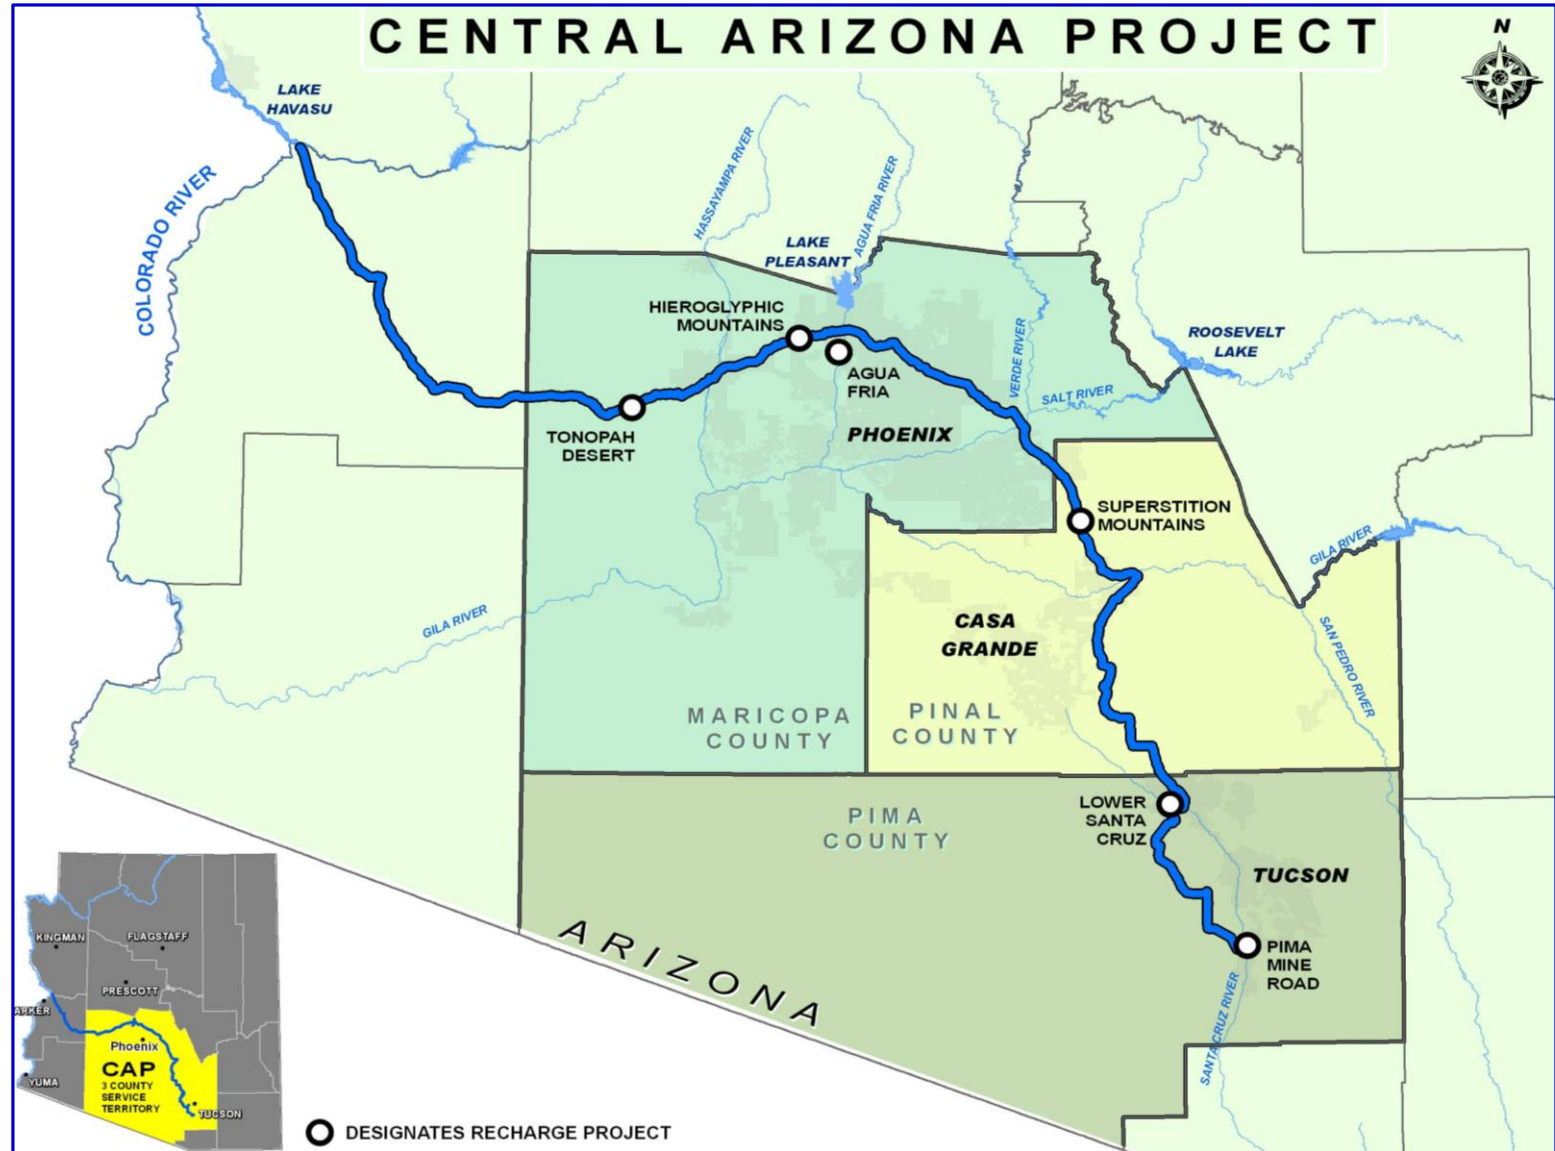 CENTRAL ARIZONA PROJECT
N
LAKE
HAVASU
COLORADO RIVER
HASSAYAMPA RIVER
AGUA FRIA RIVER
LAKE
PLEASANT
HIEROGLYPHIC
MOUNTAINS
VERDE RIVER
ROOSEVELT
LAKE
AGUA
FRIA
SALT RIVER
TONOPAH
DESERT
PHOENIX
SUPERSTITION
MOUNTAINS
GILA RIVER
GILA RIVER
CASA
GRANDE
SAN PEDRO RIVER
MARICOPA
COUNTY
PINAL
COUNTY
PIMA
COUNTY
LOWER
SANTA
CRUZ
TUCSON
ARIZONA
PIMA
MINE
ROAD
SANTA CRUZ RIVER
KINGMAN
FLAGSTAFF
PRESCOTT
ARKER
Phoenix
CAP
3 COUNTY
SERVICE
TERRITORY
YUMA
TUCSON
DESIGNATES RECHARGE PROJECT